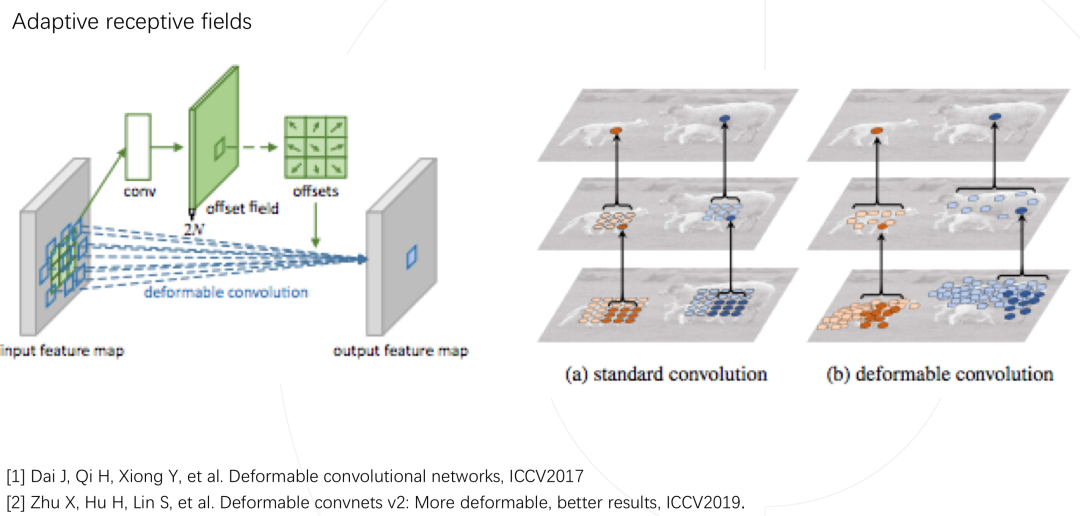 Adaptive receptive fields
conv
offset field
offsets
2N
deformable convolution
input feature map
output feature map
(a) standard convolution
(b) deformable convolution
[1] Dai J, Qi H, Xiong Y, et al. Deformable convolutional networks, ICCV2017
[2] Zhu X, Hu H, Lin S, et al. Deformable convnets v2: More deformable, better results, ICCV2019.